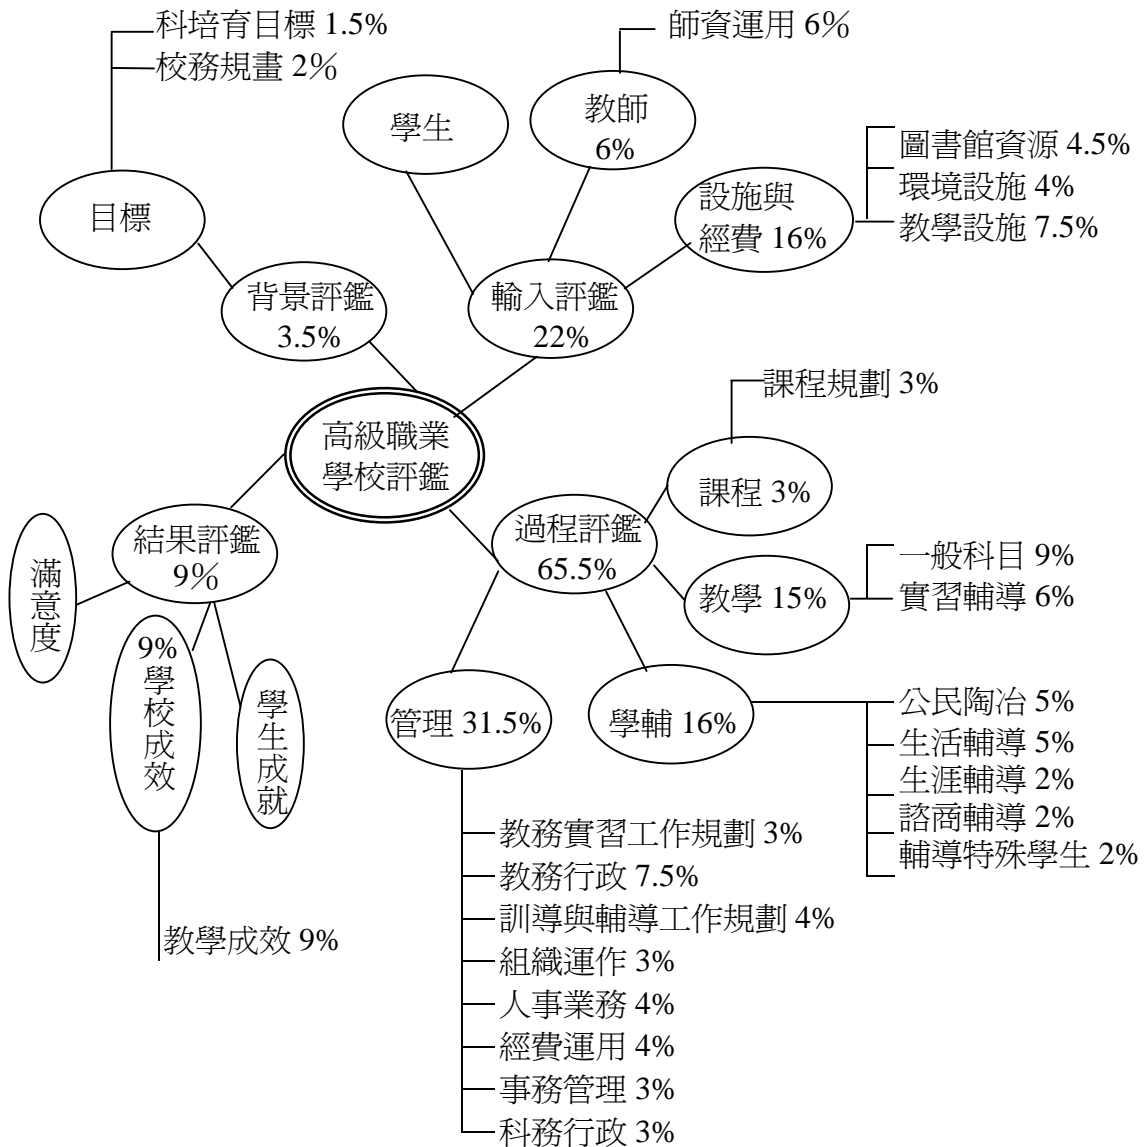 科培育目標 1.5%
校務規畫 2％
目標
背景評鑑
3.5%
學生
教師
6%
師資運用 6％
設施與
經費 16%
圖書館資源 4.5%
環境設施 4%
教學設施 7.5%
輸入評鑑
22%
高級職業
學校評鑑
課程規劃 3%
課程 3%
過程評鑑
65.5%
教學 15%
一般科目 9%
實習輔導 6%
學輔 16%
公民陶冶 5%
生活輔導 5%
生涯輔導 2%
諮商輔導 2%
輔導特殊學生 2%
管理 31.5%
教務實習工作規劃 3%
教務行政 7.5%
訓導與輔導工作規劃 4%
組織運作 3%
人事業務 4%
經費運用 4%
事務管理 3%
科務行政 3%
結果評鑑
9％
滿意度
9%
學校成效
學生成就
教學成效 9%